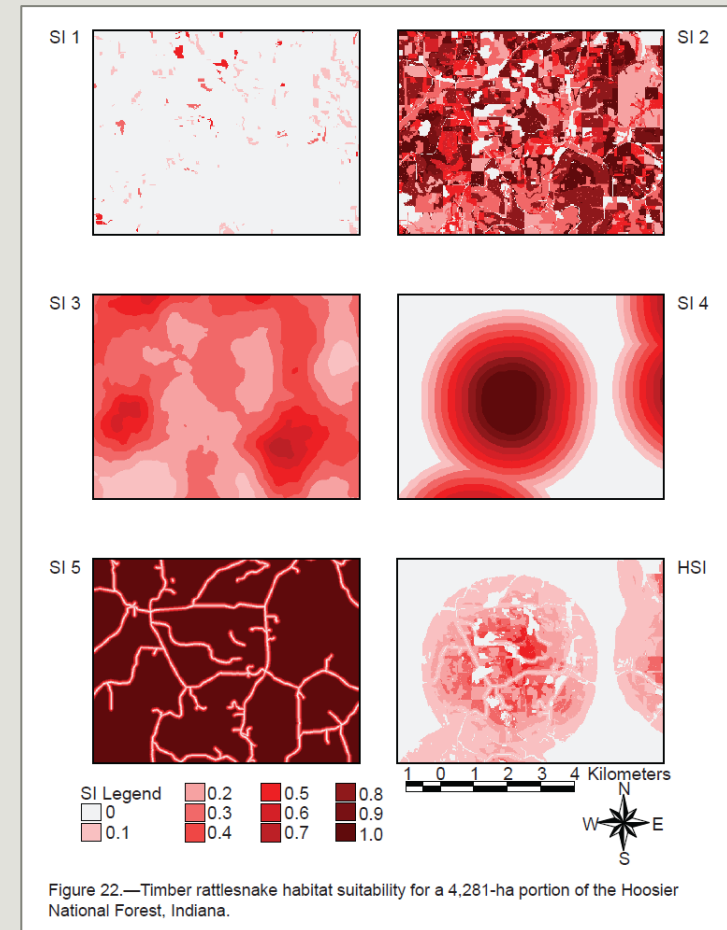 SI 1
SI 2
SI 3
SI 4
SI 5
HSI
SI Legend
0
0.1
0.2
0.3
0.4
0.5
0.6
0.7
0.8
0.9
1.0
1 0 1 2 3 4 Kilometers
N
W E
S
Figure 22.—Timber rattlesnake habitat suitability for a 4,281-ha portion of the Hoosier
National Forest, Indiana.